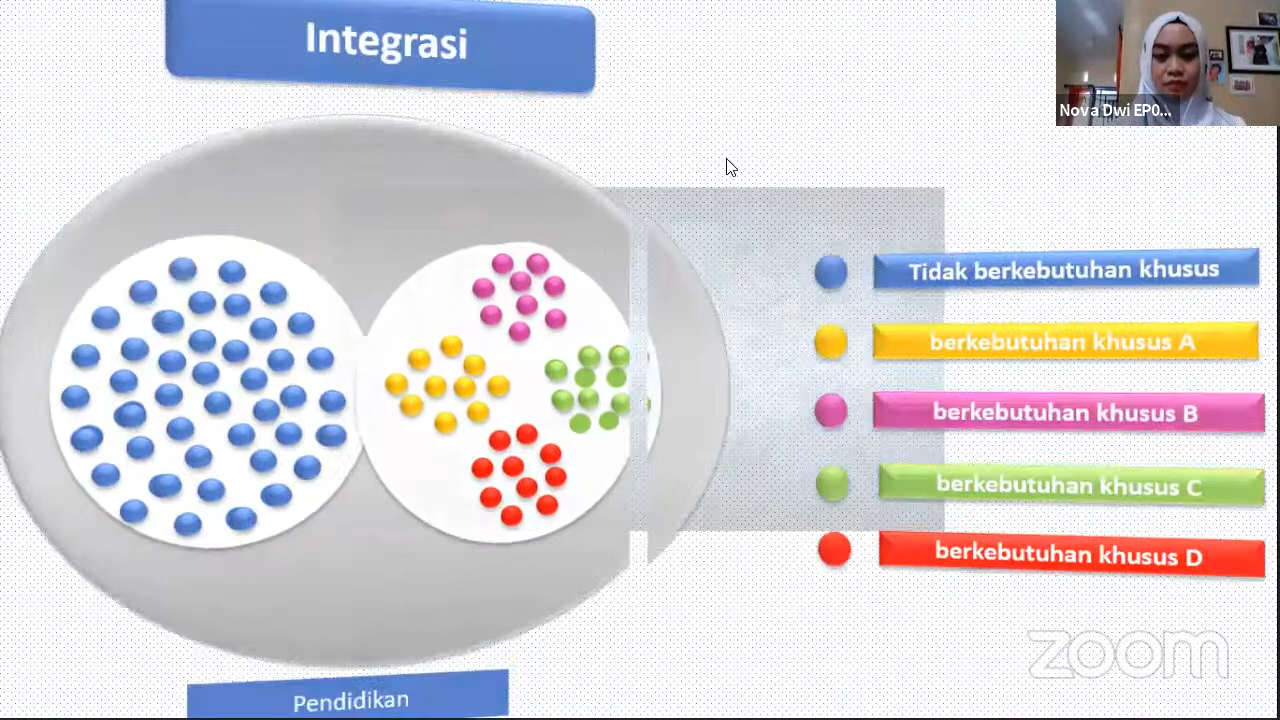 Integrasi
Nova Dwi EP0...
Tidak berkebutuhan khusus
berkebutuhan khusus A
berkebutuhan khusus B
berkebutuhan khusus C
berkebutuhan khusus D
zoom
Pendidikan